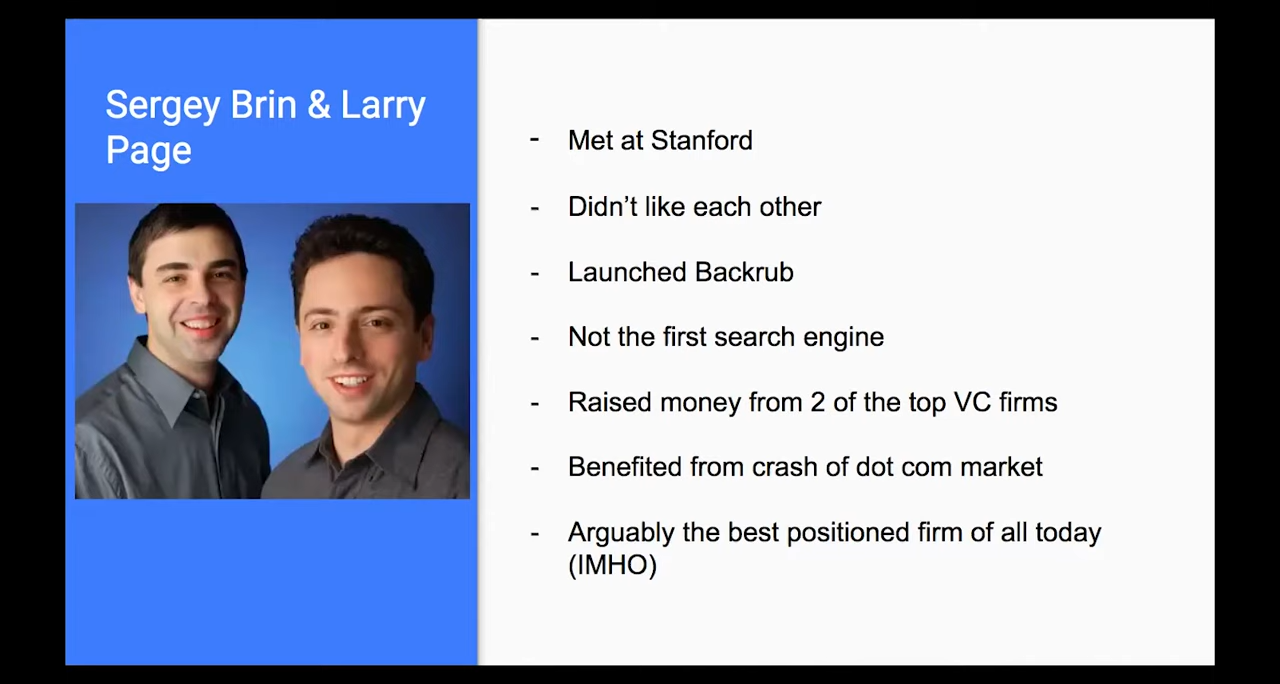 Sergey Brin & Larry
Page
- Met at Stanford
- Didn’t like each other
- Launched Backrub
- Not the first search engine
- Raised money from 2 of the top VC firms
- Benefited from crash of dot com market
- Arguably the best positioned firm of all today
(IMHO)